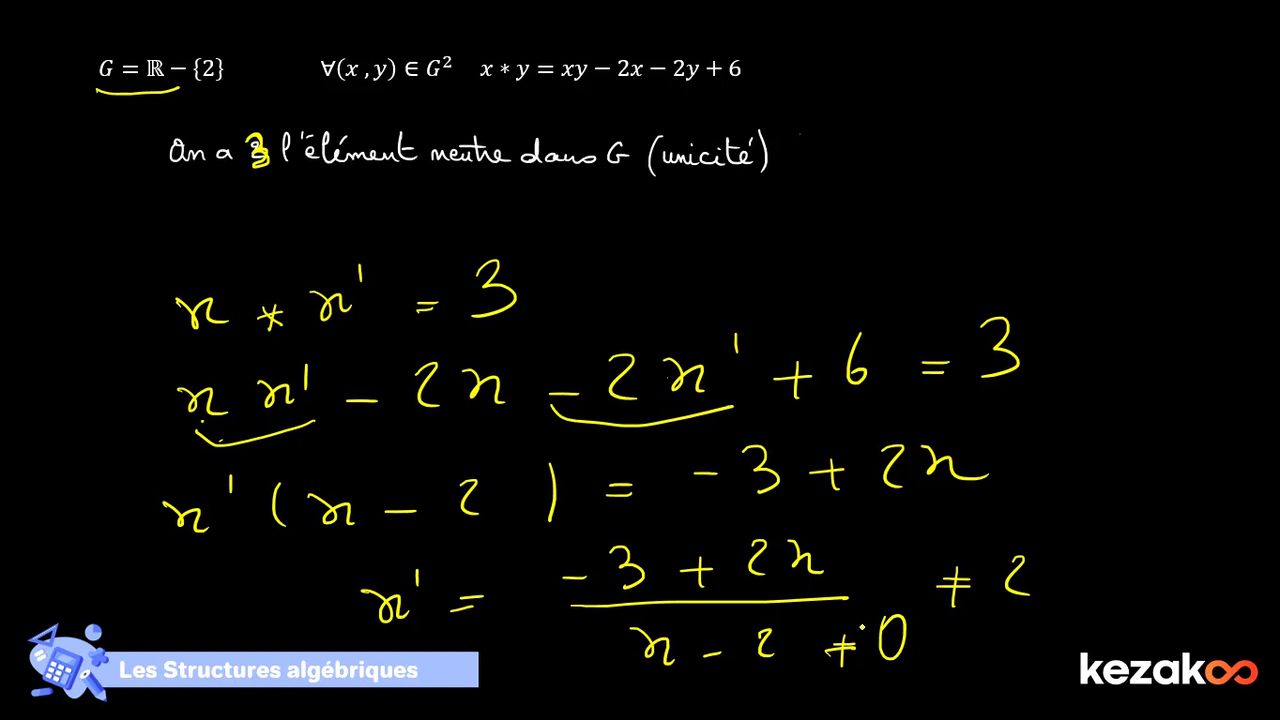 G = ℝ − {2} ∀(x , y) ∈ G² x ∗ y = xy − 2x − 2y + 6
On a 3 l'élément neutre dans G (unicité)
x * x' = 3
x x' - 2x - 2x' + 6 = 3
x' (x - 2) = -3 + 2x
x' = (-3 + 2x) / (x - 2 ≠ 0) ≠ 2
Les Structures algébriques
kezakoo